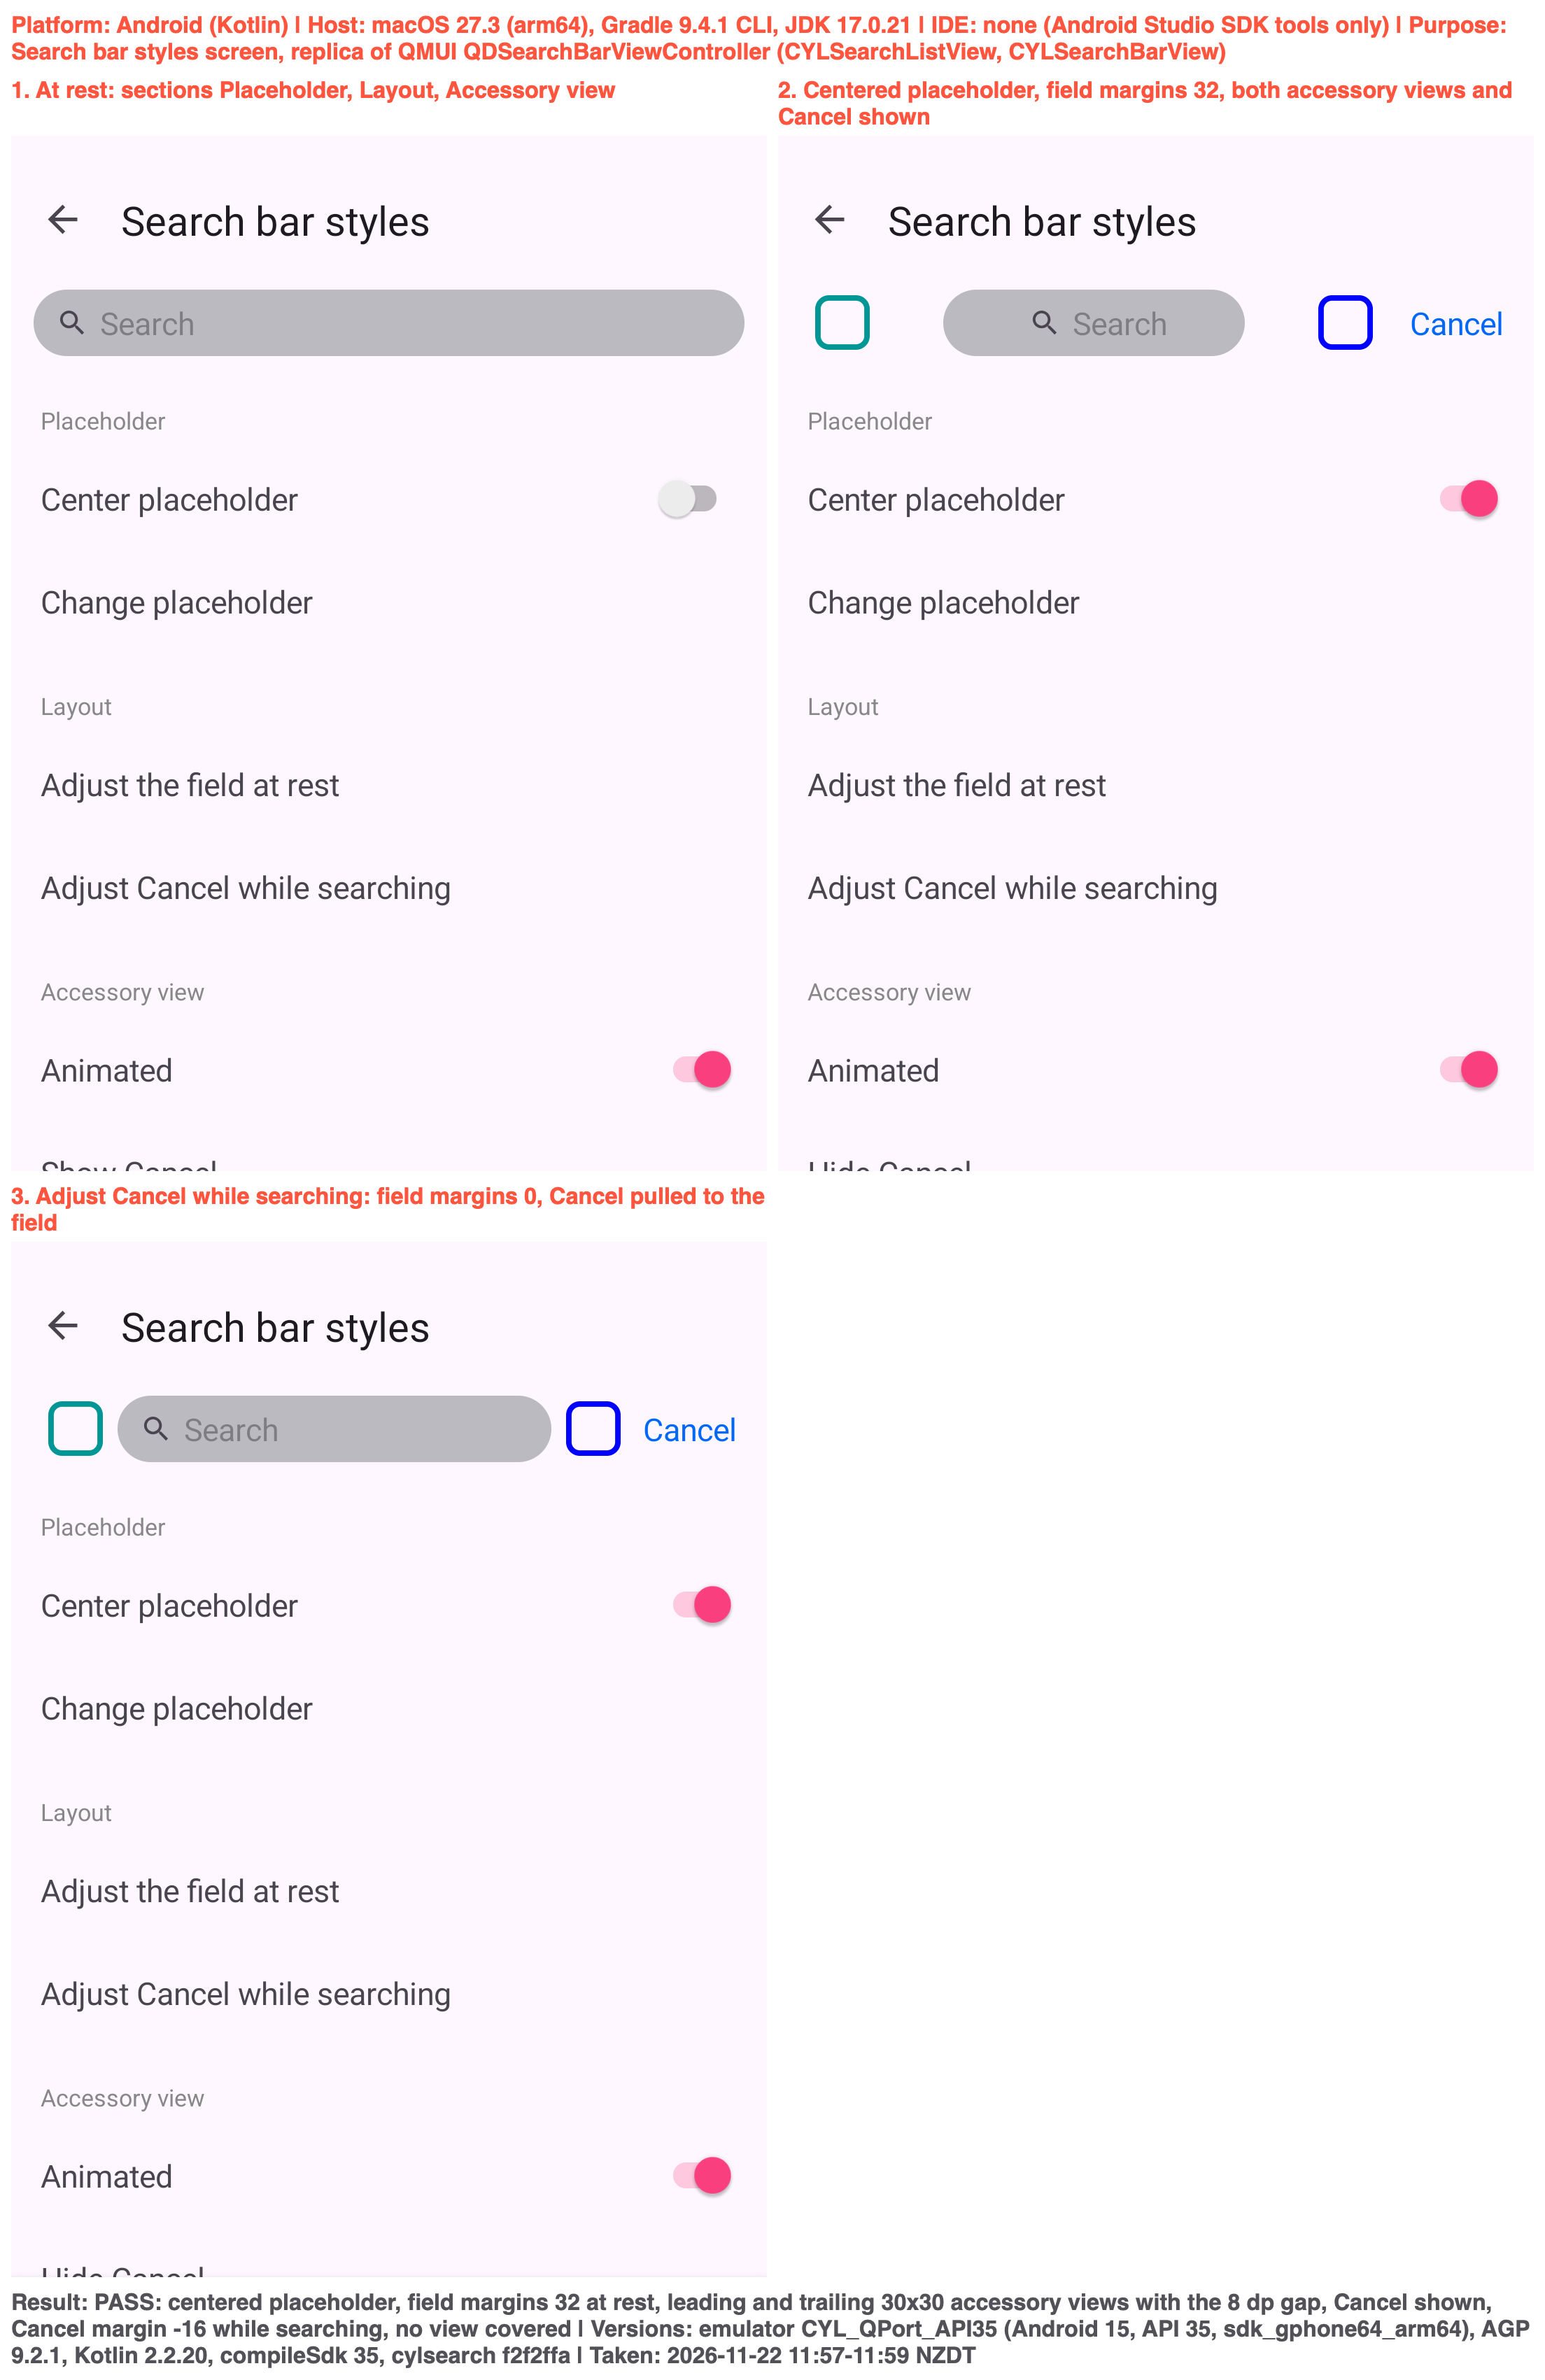 Platform: Android (Kotlin) | Host: macOS 27.3 (arm64), Gradle 9.4.1 CLI, JDK 17.0.21 | IDE: none (Android Studio SDK tools only) | Purpose:
Search bar styles screen, replica of QMUI QDSearchBarViewController (CYLSearchListView, CYLSearchBarView)
1. At rest: sections Placeholder, Layout, Accessory view
Search bar styles
Search
Placeholder
Center placeholder
Change placeholder
Layout
Adjust the field at rest
Adjust Cancel while searching
Accessory view
Animated
Show Cancel
2. Centered placeholder, field margins 32, both accessory views and
Cancel shown
Search bar styles
Search
Cancel
Placeholder
Center placeholder
Change placeholder
Layout
Adjust the field at rest
Adjust Cancel while searching
Accessory view
Animated
Hide Cancel
3. Adjust Cancel while searching: field margins 0, Cancel pulled to the
field
Search bar styles
Search
Cancel
Placeholder
Center placeholder
Change placeholder
Layout
Adjust the field at rest
Adjust Cancel while searching
Accessory view
Animated
Hide Cancel
Result: PASS: centered placeholder, field margins 32 at rest, leading and trailing 30x30 accessory views with the 8 dp gap, Cancel shown,
Cancel margin -16 while searching, no view covered | Versions: emulator CYL_QPort_API35 (Android 15, API 35, sdk_gphone64_arm64), AGP
9.2.1, Kotlin 2.2.20, compileSdk 35, cylsearch f2f2ffa | Taken: 2026-11-22 11:57-11:59 NZDT